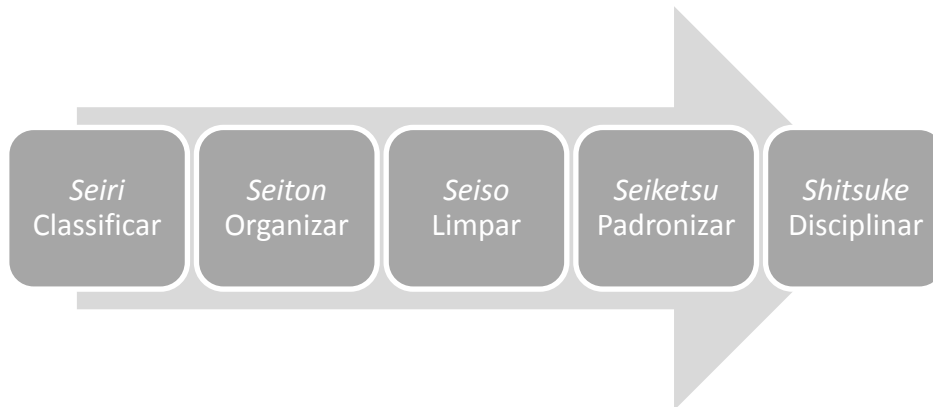 Seiri
Classificar
Seiton
Organizar
Seiso
Limpar
Seiketsu
Padronizar
Shitsuke
Disciplinar